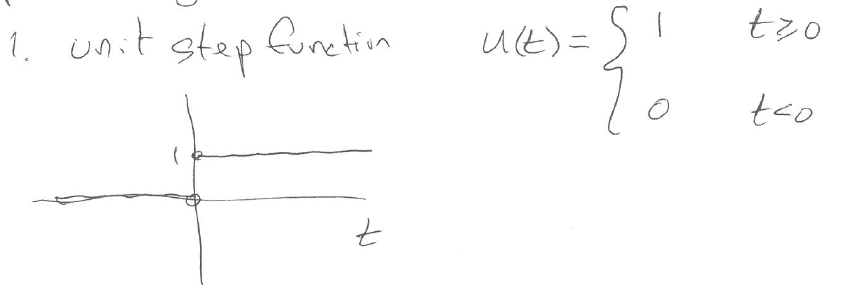 1. unit step function u(t) = { 1 t≥0
0 t<0
1
t